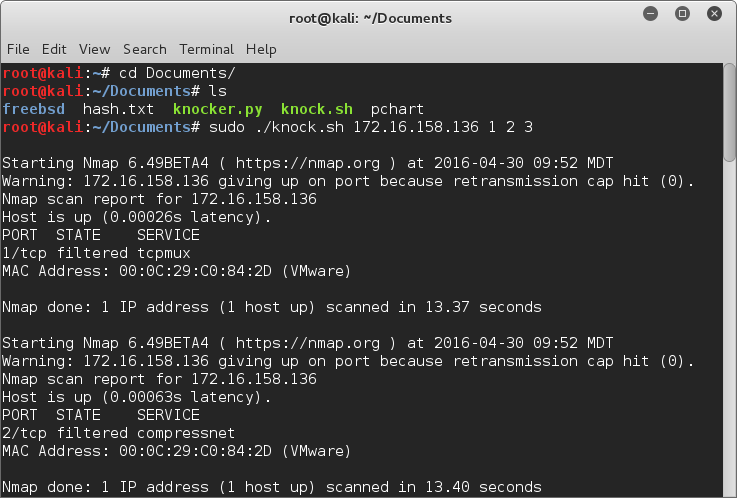 root@kali: ~/Documents
File Edit View Search Terminal Help
root@kali:~# cd Documents/
root@kali:~/Documents# ls
freebsd  hash.txt  knocker.py  knock.sh  pchart
root@kali:~/Documents# sudo ./knock.sh 172.16.158.136 1 2 3

Starting Nmap 6.49BETA4 ( https://nmap.org ) at 2016-04-30 09:52 MDT
Warning: 172.16.158.136 giving up on port because retransmission cap hit (0).
Nmap scan report for 172.16.158.136
Host is up (0.00026s latency).
PORT  STATE    SERVICE
1/tcp filtered tcpmux
MAC Address: 00:0C:29:C0:84:2D (VMware)

Nmap done: 1 IP address (1 host up) scanned in 13.37 seconds

Starting Nmap 6.49BETA4 ( https://nmap.org ) at 2016-04-30 09:52 MDT
Warning: 172.16.158.136 giving up on port because retransmission cap hit (0).
Nmap scan report for 172.16.158.136
Host is up (0.00063s latency).
PORT  STATE    SERVICE
2/tcp filtered compressnet
MAC Address: 00:0C:29:C0:84:2D (VMware)

Nmap done: 1 IP address (1 host up) scanned in 13.40 seconds